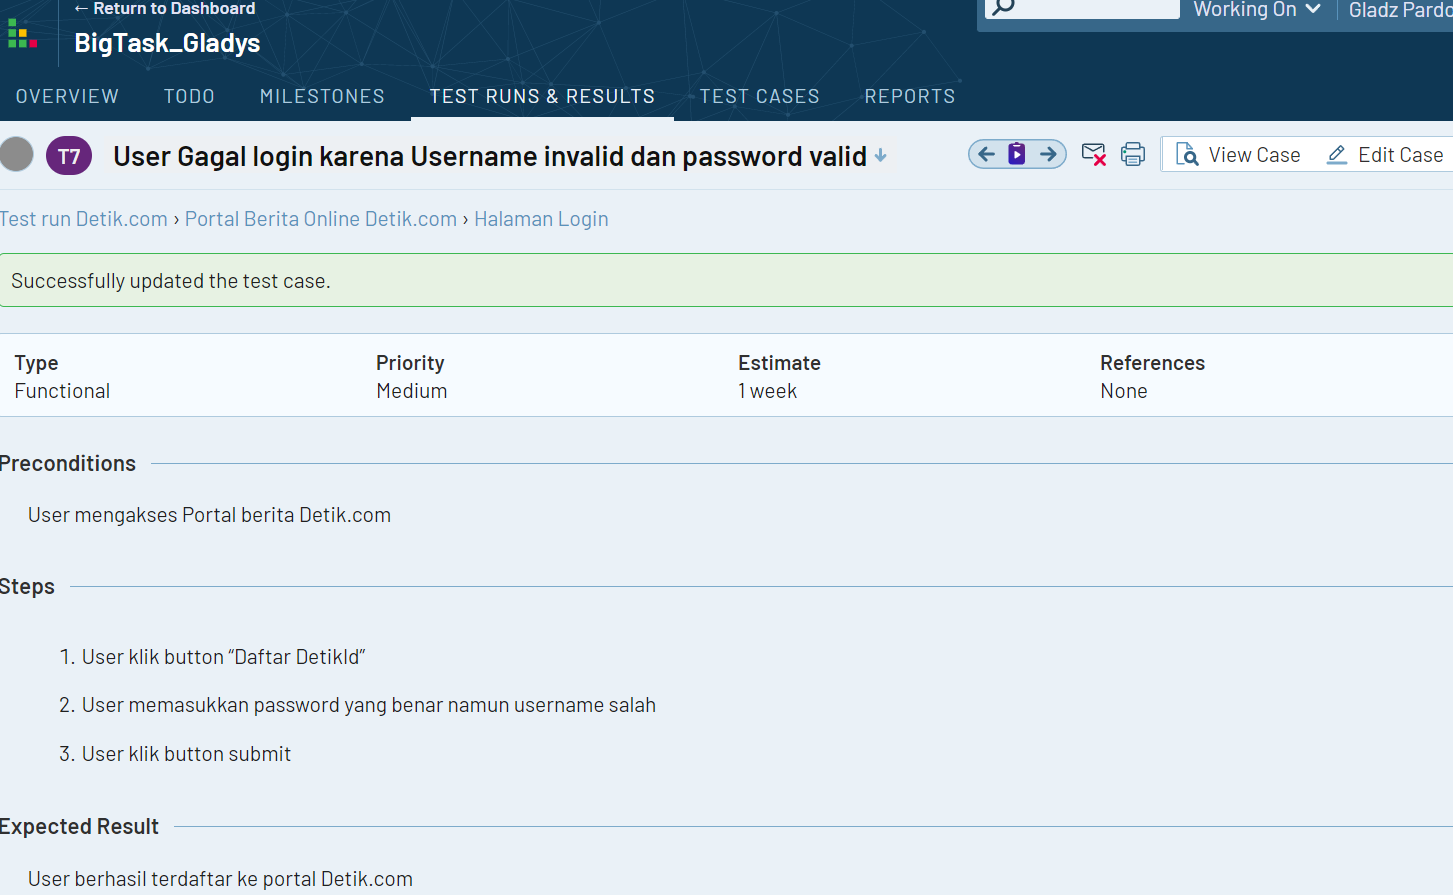 ← Return to Dashboard
Working On
Gladz Pardo
BigTask_Gladys
OVERVIEW TODO MILESTONES TEST RUNS & RESULTS TEST CASES REPORTS
T7 User Gagal login karena Username invalid dan password valid
View Case Edit Case
Test run Detik.com › Portal Berita Online Detik.com › Halaman Login
Successfully updated the test case.
Type Priority Estimate References
Functional Medium 1 week None
Preconditions
User mengakses Portal berita Detik.com
Steps
1. User klik button “Daftar DetikId”
2. User memasukkan password yang benar namun username salah
3. User klik button submit
Expected Result
User berhasil terdaftar ke portal Detik.com